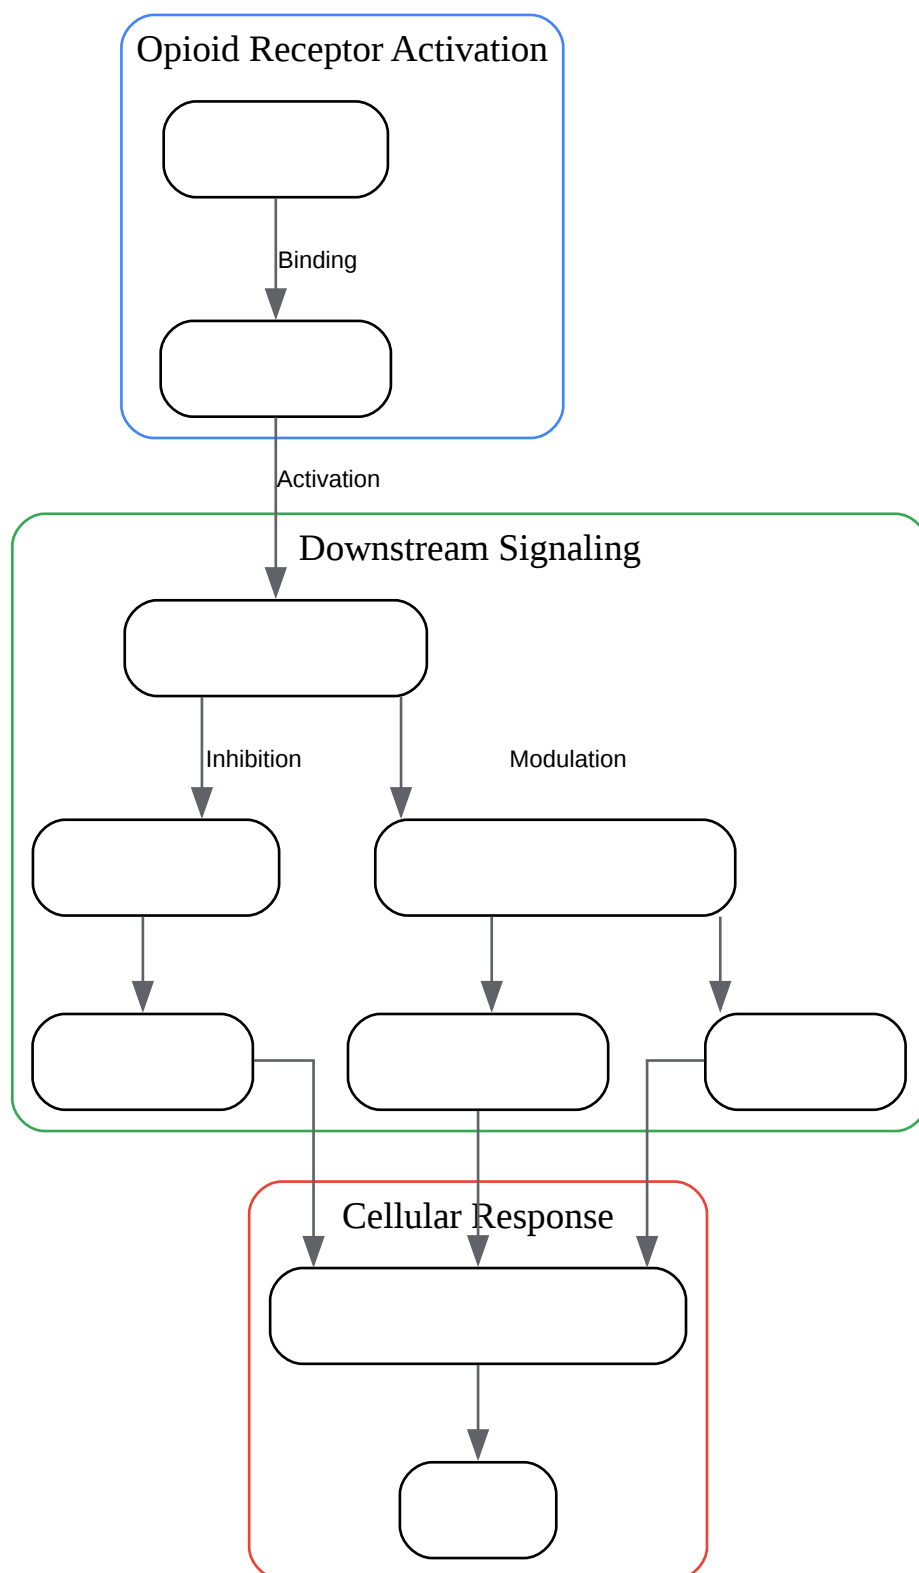 Opioid Receptor Activation
Binding
Activation
Downstream Signaling
Inhibition
Modulation
Cellular Response